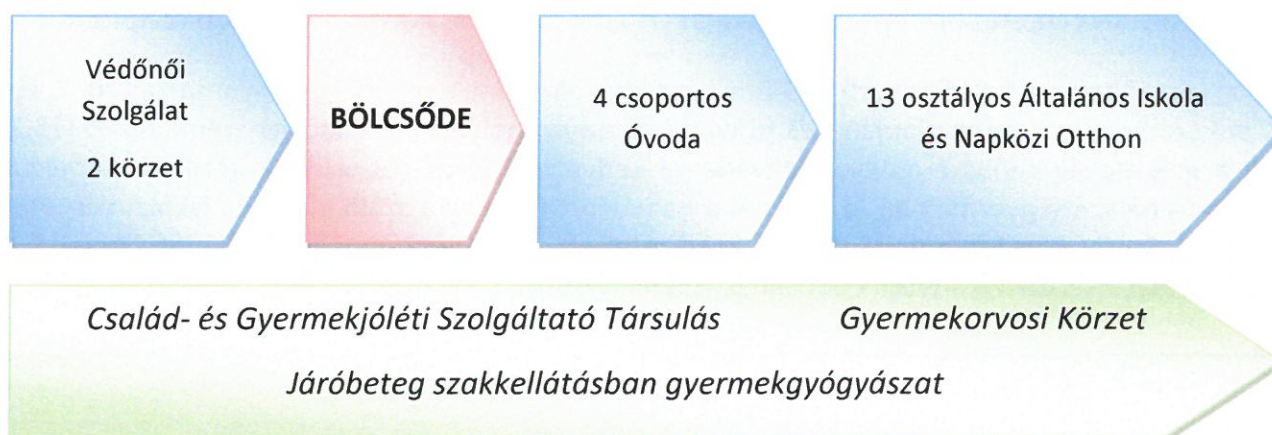 Védőnői
Szolgálat
2 körzet
BÖLCSŐDE
4 csoportos
Óvoda
13 osztályos Általános Iskola
és Napközi Otthon
Család- és Gyermekjóléti Szolgáltató Társulás
Gyermekorvosi Körzet
Járóbeteg szakkellátásban gyermekgyógyászat